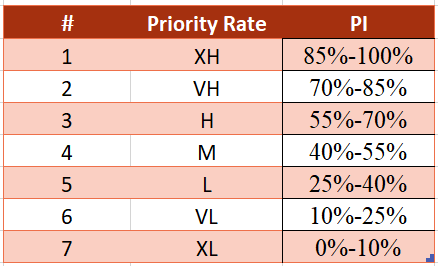 # Priority Rate PI
1 XH 85%-100%
2 VH 70%-85%
3 H 55%-70%
4 M 40%-55%
5 L 25%-40%
6 VL 10%-25%
7 XL 0%-10%